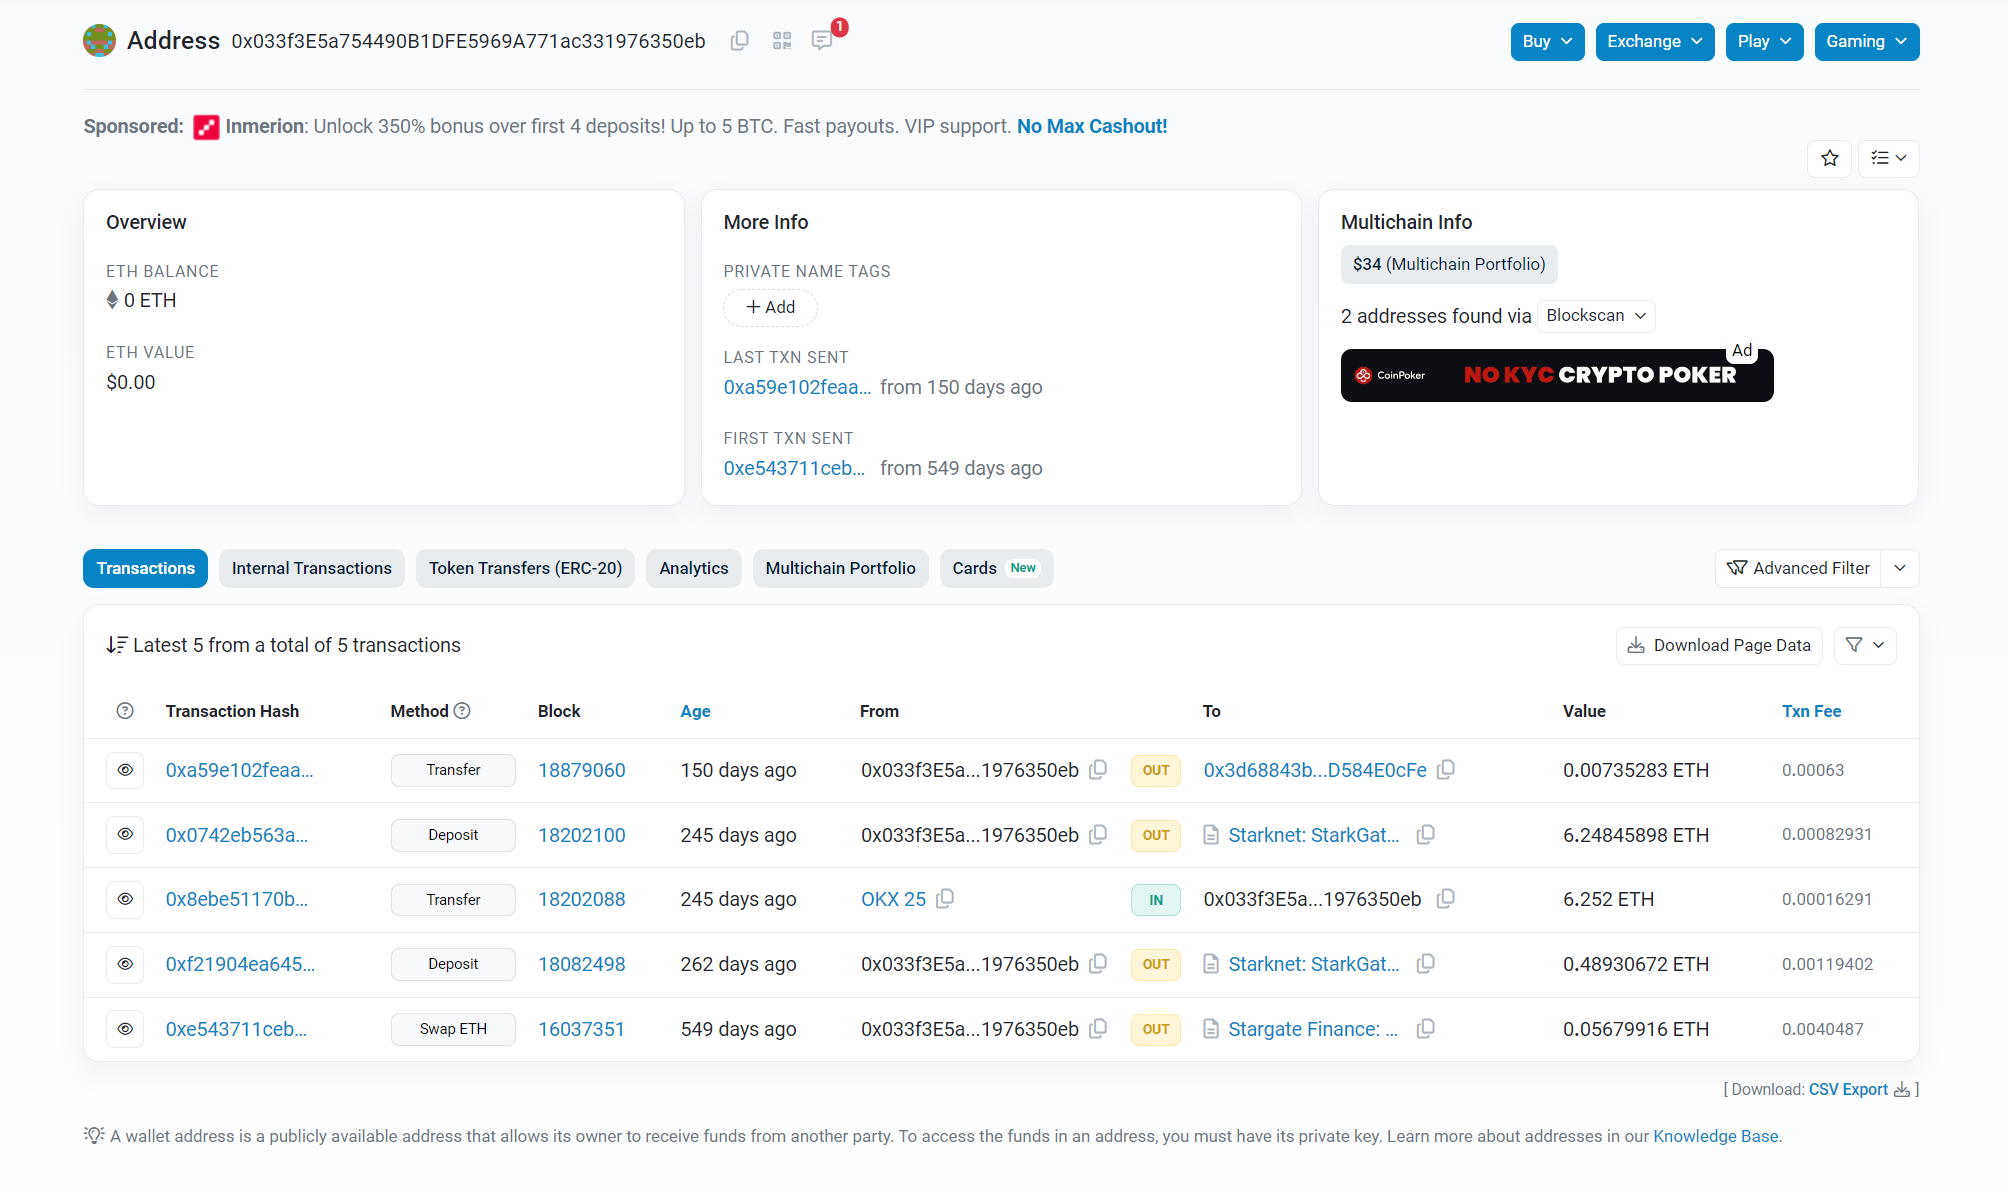 Address 0x033f3E5a754490B1DFE5969A771ac331976350eb 1
Buy Exchange Play Gaming
Sponsored: Inmerion: Unlock 350% bonus over first 4 deposits! Up to 5 BTC. Fast payouts. VIP support. No Max Cashout!
Overview
ETH BALANCE
0 ETH
ETH VALUE
$0.00
More Info
PRIVATE NAME TAGS
+ Add
LAST TXN SENT
0xa59e102feaa... from 150 days ago
FIRST TXN SENT
0xe543711ceb... from 549 days ago
Multichain Info
$34 (Multichain Portfolio)
2 addresses found via Blockscan
Ad
CoinPoker NO KYC CRYPTO POKER
Transactions Internal Transactions Token Transfers (ERC-20) Analytics Multichain Portfolio Cards New Advanced Filter
Latest 5 from a total of 5 transactions Download Page Data
Transaction Hash Method Block Age From To Value Txn Fee
0xa59e102feaa... Transfer 18879060 150 days ago 0x033f3E5a...1976350eb OUT 0x3d68843b...D584E0cFe 0.00735283 ETH 0.00063
0x0742eb563a... Deposit 18202100 245 days ago 0x033f3E5a...1976350eb OUT Starknet: StarkGat... 6.24845898 ETH 0.00082931
0x8ebe51170b... Transfer 18202088 245 days ago OKX 25 IN 0x033f3E5a...1976350eb 6.252 ETH 0.00016291
0xf21904ea645... Deposit 18082498 262 days ago 0x033f3E5a...1976350eb OUT Starknet: StarkGat... 0.48930672 ETH 0.00119402
0xe543711ceb... Swap ETH 16037351 549 days ago 0x033f3E5a...1976350eb OUT Stargate Finance: ... 0.05679916 ETH 0.0040487
[ Download: CSV Export ]
A wallet address is a publicly available address that allows its owner to receive funds from another party. To access the funds in an address, you must have its private key. Learn more about addresses in our Knowledge Base.